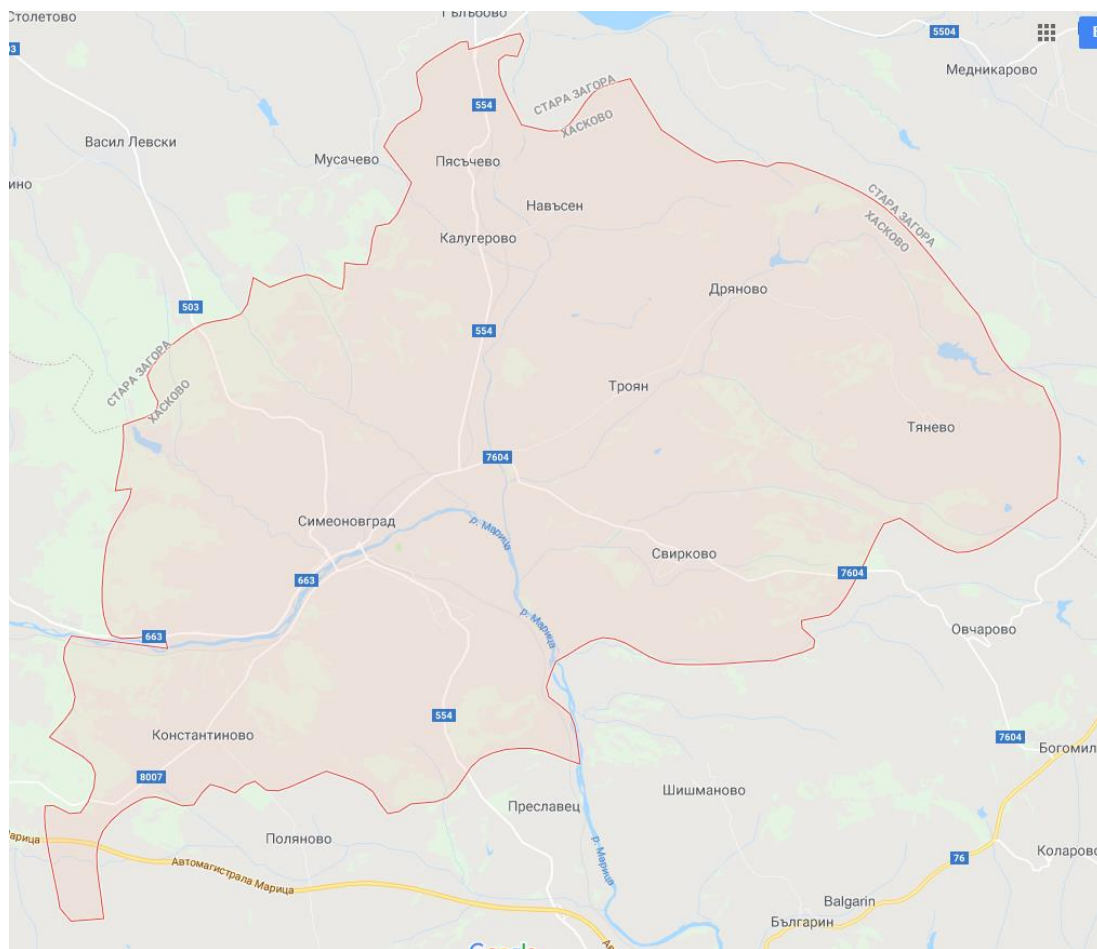 Столетово
Гълъбово
503
5504
Медникарово
554
СТАРА ЗАГОРА
ХАСКОВО
Васил Левски
Мусачево
Пясъчево
Навъсен
СТАРА ЗАГОРА
ХАСКОВО
Калугерово
Дряново
503
554
СТАРА ЗАГОРА
ХАСКОВО
Троян
Тянево
7604
Симеоновград
р. Марица
Свирково
663
7604
р. Марица
663
Овчарово
554
Константиново
7604
Богомил
8007
Шишманово
Преславец
Поляново
Марица
Автомагистрала Марица
р. Марица
76
Коларово
Balgarin
Българин